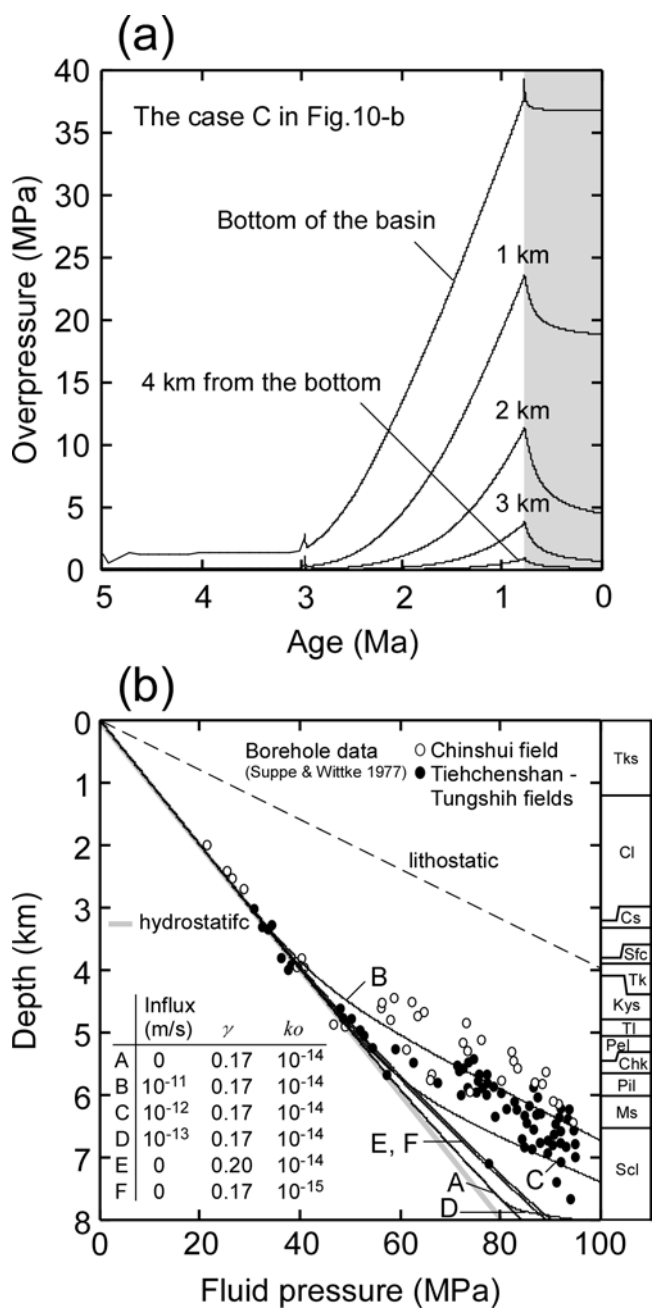 (a)
40
35
30
25
20
15
10
5
0
Overpressure (MPa)
The case C in Fig.10-b
Bottom of the basin
1 km
4 km from the bottom
2 km
3 km
5 4 3 2 1 0
Age (Ma)
(b)
0
1
2
3
4
5
6
7
8
Depth (km)
Borehole data
(Suppe & Wittke 1977)
Chinshui field
Tiehchenshan -
Tungshih fields
lithostatic
hydrostatifc
B
Influx
(m/s) γ ko
A 0 0.17 10⁻¹⁴
B 10⁻¹¹ 0.17 10⁻¹⁴
C 10⁻¹² 0.17 10⁻¹⁴
D 10⁻¹³ 0.17 10⁻¹⁴
E 0 0.20 10⁻¹⁴
F 0 0.17 10⁻¹⁵
E, F
A
D
C
Tks
Cl
Cs
Sfc
Tk
Kys
Tl
Pel
Chk
Pil
Ms
Scl
0 20 40 60 80 100
Fluid pressure (MPa)